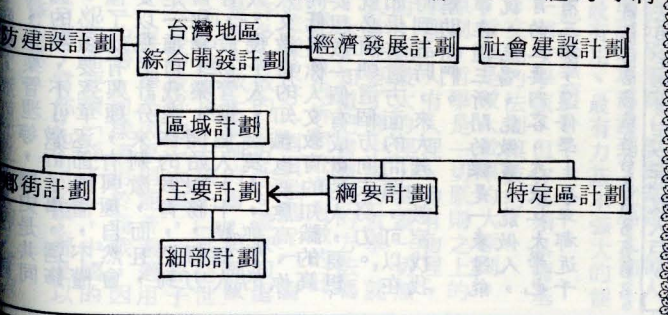 台灣地區
綜合開發計劃
防建設計劃
經濟發展計劃
社會建設計劃
區域計劃
鄉街計劃
主要計劃
綱要計劃
特定區計劃
細部計劃